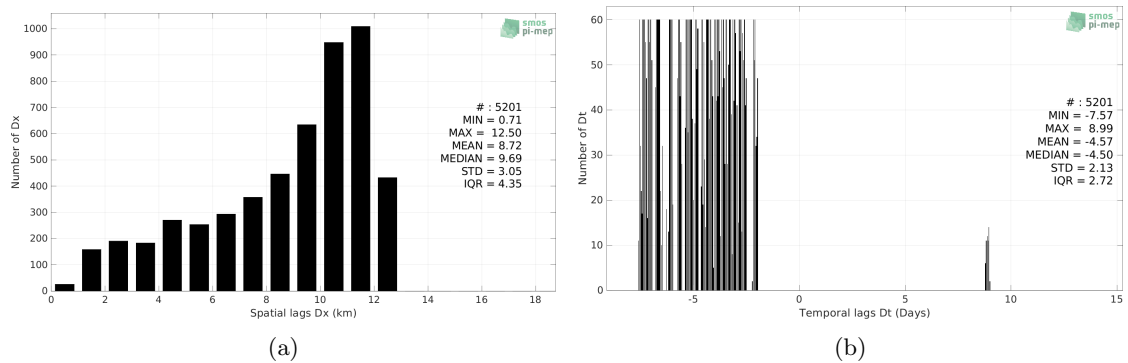 smos
pi-mep
Number of Dx
1000
900
800
700
600
500
400
300
200
100
0
# : 5201
MIN = 0.71
MAX = 12.50
MEAN = 8.72
MEDIAN = 9.69
STD = 3.05
IQR = 4.35
0 2 4 6 8 10 12 14 16 18
Spatial lags Dx (km)
(a)
smos
pi-mep
Number of Dt
60
50
40
30
20
10
0
# : 5201
MIN = -7.57
MAX = 8.99
MEAN = -4.57
MEDIAN = -4.50
STD = 2.13
IQR = 2.72
-5 0 5 10 15
Temporal lags Dt (Days)
(b)